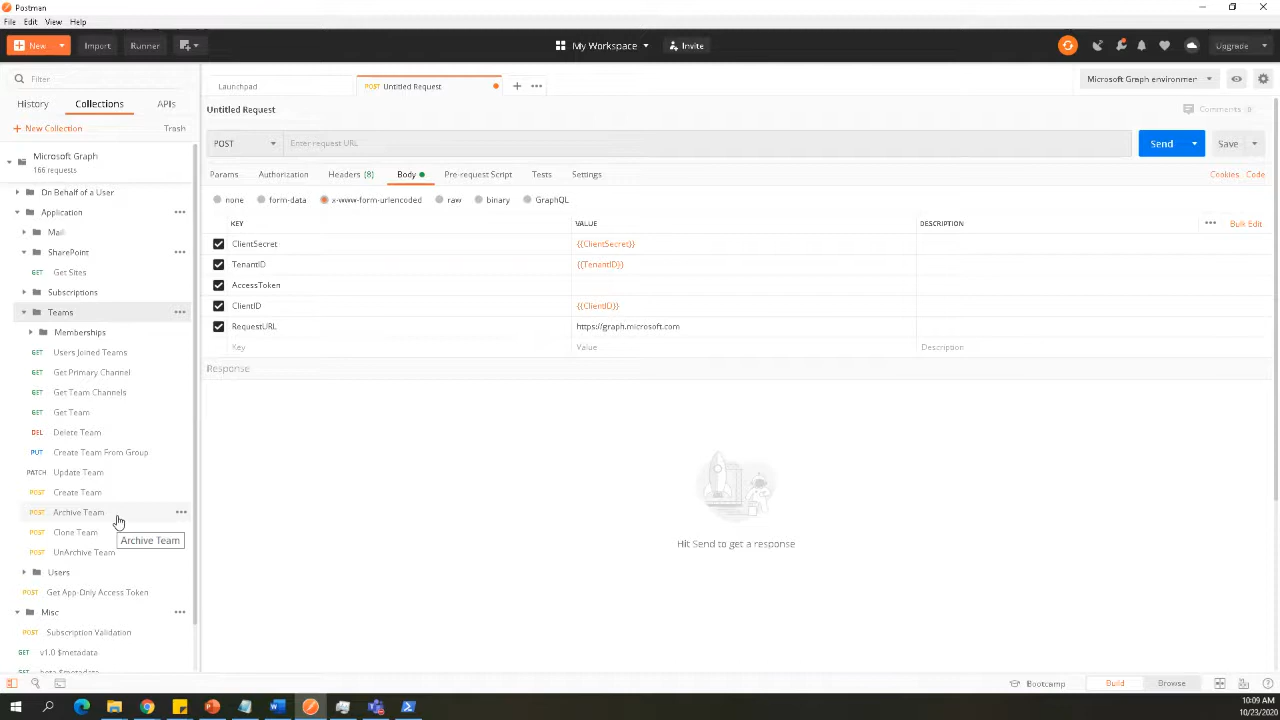 Postman
File Edit View Help
New Import Runner My Workspace Invite Upgrade
Filter
History Collections APIs
New Collection Trash
Microsoft Graph
166 requests
On Behalf of a User
Application
Mail
SharePoint
GET Get Sites
Subscriptions
Teams
Memberships
GET Users Joined Teams
GET Get Primary Channel
GET Get Team Channels
GET Get Team
DEL Delete Team
PUT Create Team From Group
PATCH Update Team
POST Create Team
POST Archive Team
POST Clone Team
Archive Team
POST UnArchive Team
Users
POST Get App-Only Access Token
Misc
POST Subscription Validation
GET v1.0 $metadata
beta $metadata
Launchpad POST Untitled Request Microsoft Graph environmer
Untitled Request Comments 0
POST Enter request URL Send Save
Params Authorization Headers (8) Body Pre-request Script Tests Settings Cookies Code
none form-data x-www-form-urlencoded raw binary GraphQL
KEY VALUE DESCRIPTION Bulk Edit
ClientSecret {{ClientSecret}}
TenantID {{TenantID}}
AccessToken
ClientID {{ClientID}}
RequestURL https://graph.microsoft.com
Key Value Description
Response
Hit Send to get a response
Bootcamp Build Browse
10:09 AM
10/23/2020